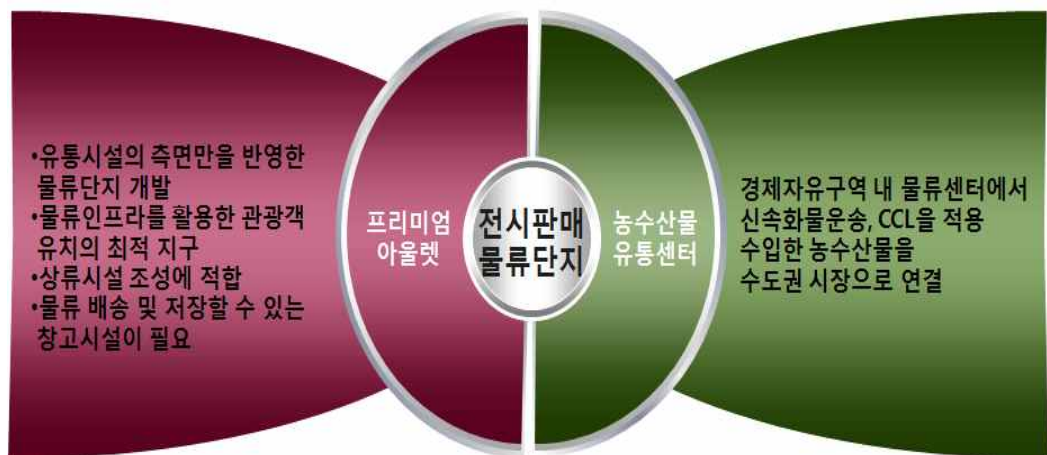 •유통시설의 측면만을 반영한
물류단지 개발
•물류인프라를 활용한 관광객
유치의 최적 지구
•상류시설 조성에 적합
•물류 배송 및 저장할 수 있는
창고시설이 필요
프리미엄
아울렛
전시판매
물류단지
농수산물
유통센터
경제자유구역 내 물류센터에서
신속화물운송, CCL을 적용
수입한 농수산물을
수도권 시장으로 연결